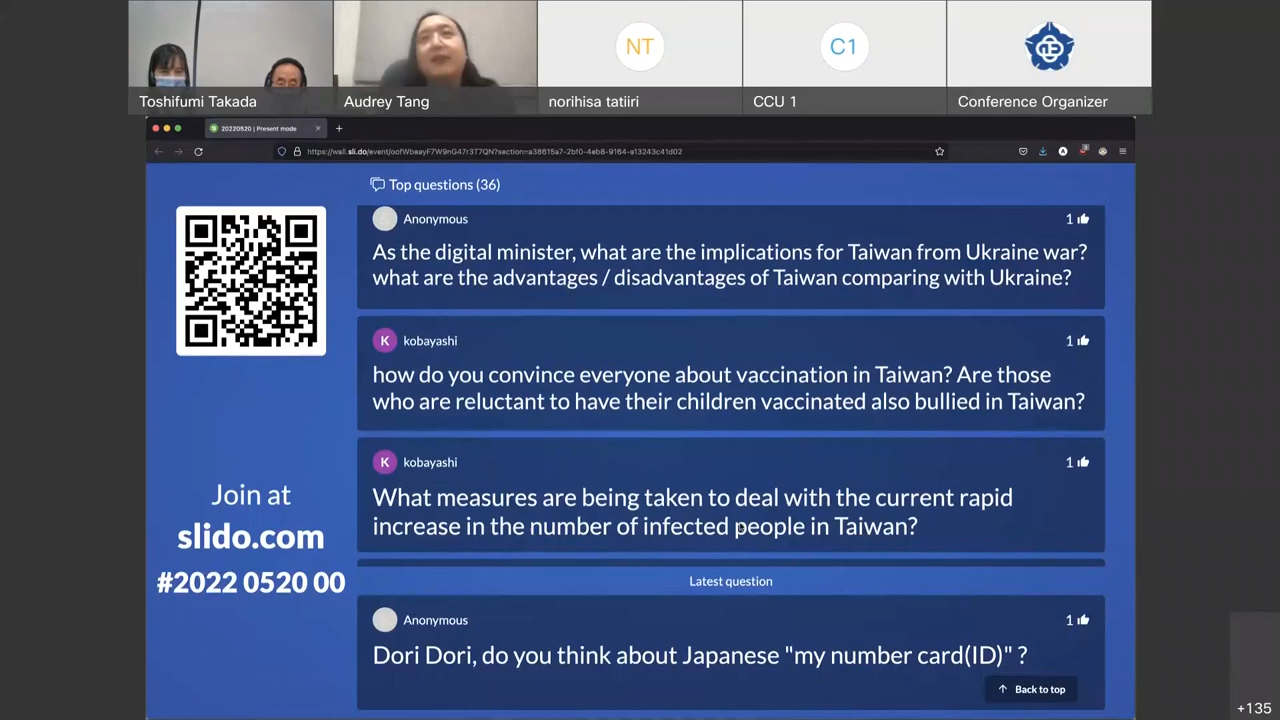 NT
C1
Toshifumi Takada
Audrey Tang
norihisa tatiiri
CCU 1
Conference Organizer
20220520 | Present mode
https://wall.sli.do/event/oofWbeayF7W9nG47r3T7QN?section=a38615a7-2bf0-4eb8-9164-a13243c41d02
Top questions (36)
Anonymous
1
As the digital minister, what are the implications for Taiwan from Ukraine war?
what are the advantages / disadvantages of Taiwan comparing with Ukraine?
K
kobayashi
1
how do you convince everyone about vaccination in Taiwan? Are those
who are reluctant to have their children vaccinated also bullied in Taiwan?
K
kobayashi
1
What measures are being taken to deal with the current rapid
increase in the number of infected people in Taiwan?
Join at
slido.com
#2022 0520 00
Latest question
Anonymous
1
Dori Dori, do you think about Japanese "my number card(ID)" ?
Back to top
+135